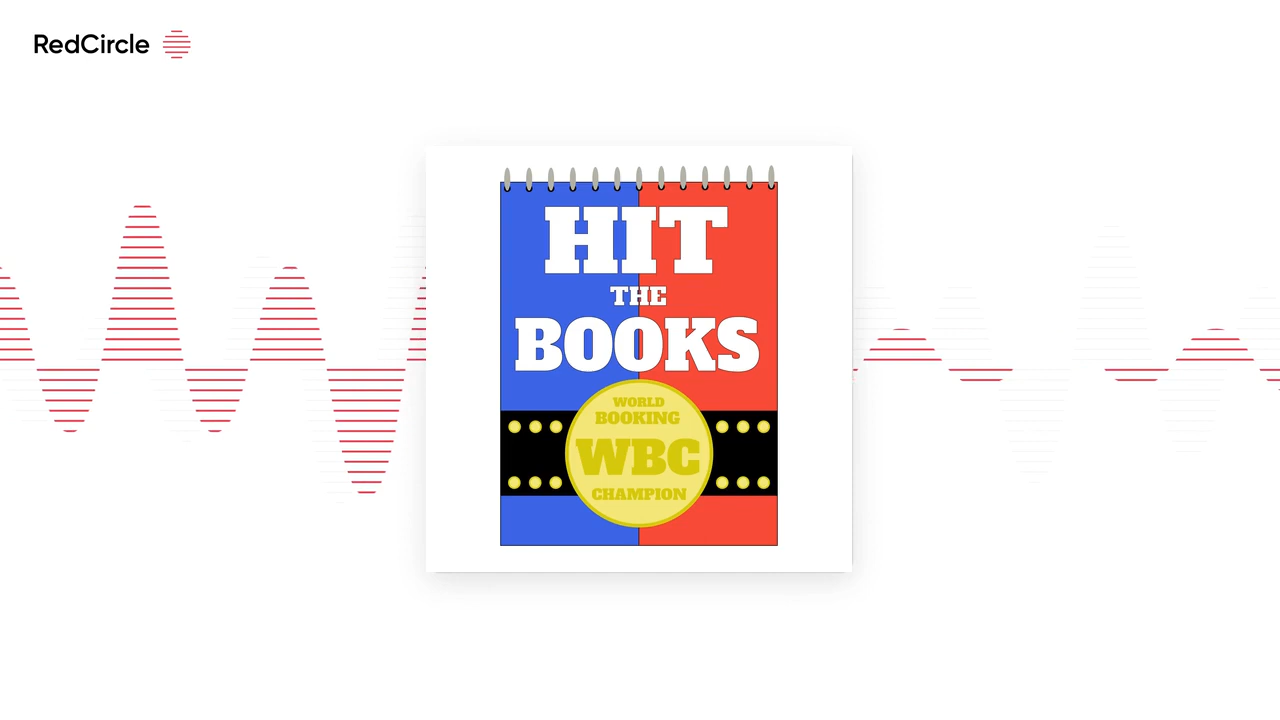 RedCircle
HIT
THE
BOOKS
WORLD
BOOKING
WBC
CHAMPION